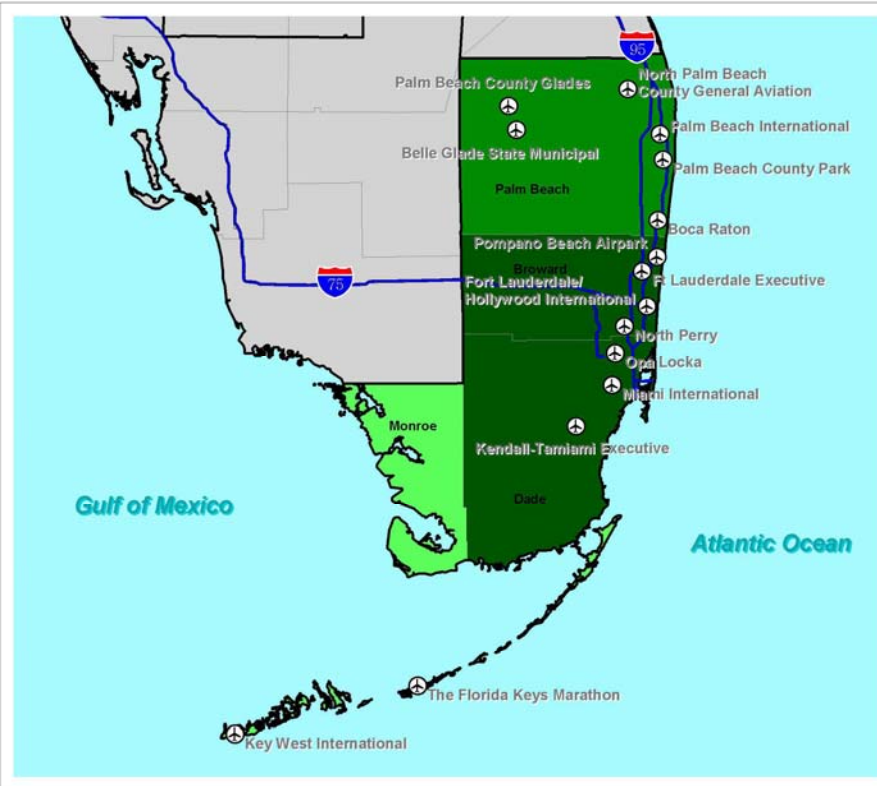 95
North Palm Beach
County General Aviation
Palm Beach County Glades
Palm Beach International
Belle Glade State Municipal
Palm Beach County Park
Palm Beach
Boca Raton
Pompano Beach Airpark
Broward
75
Fort Lauderdale/
Hollywood International
Ft Lauderdale Executive
North Perry
Opa Locka
Miami International
Monroe
Kendall-Tamiami Executive
Dade
Gulf of Mexico
Atlantic Ocean
The Florida Keys Marathon
Key West International